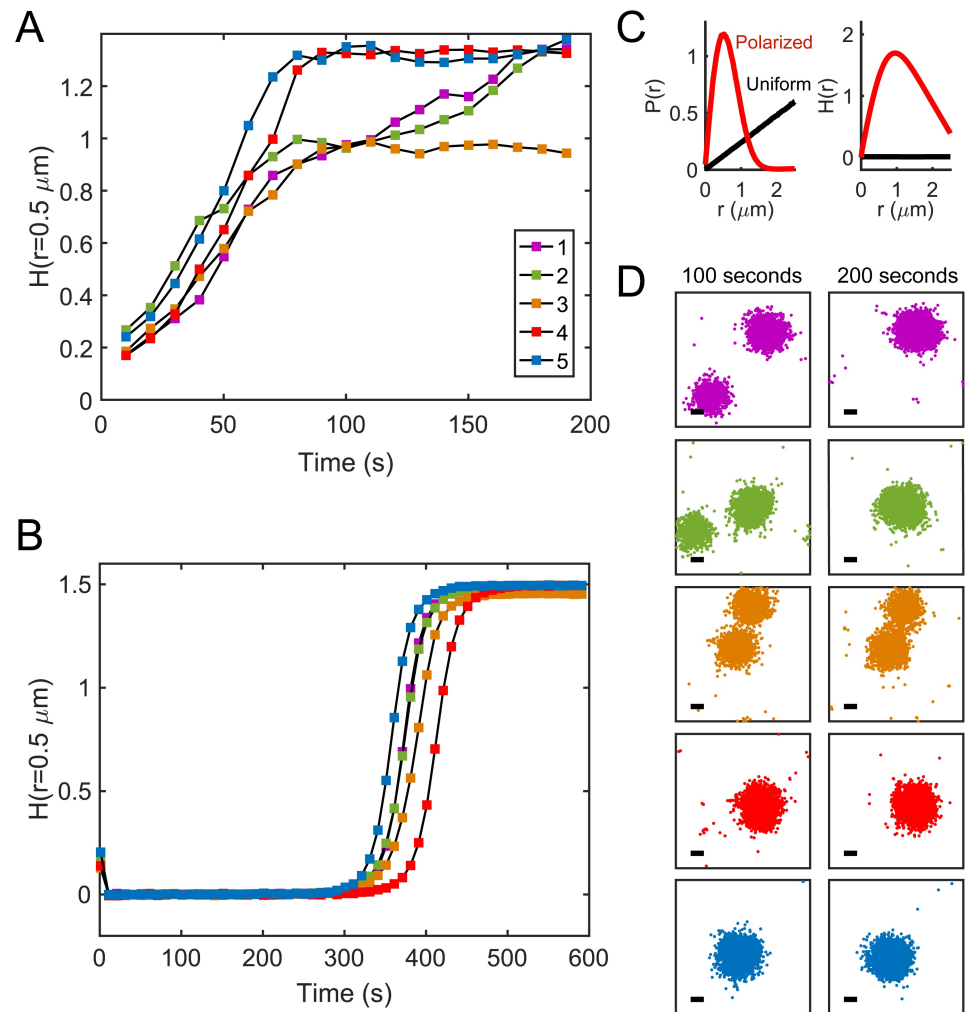 A
H(r=0.5 μm)
1.2
1
0.8
0.6
0.4
0.2
0
0 50 100 150 200
Time (s)
1
2
3
4
5
B
H(r=0.5 μm)
1.5
1
0.5
0
0 100 200 300 400 500 600
Time (s)
C
P(r)
1
0.5
0
0 1 2
r (μm)
Polarized
Uniform
H(r)
2
1
0
0 1 2
r (μm)
D
100 seconds 200 seconds